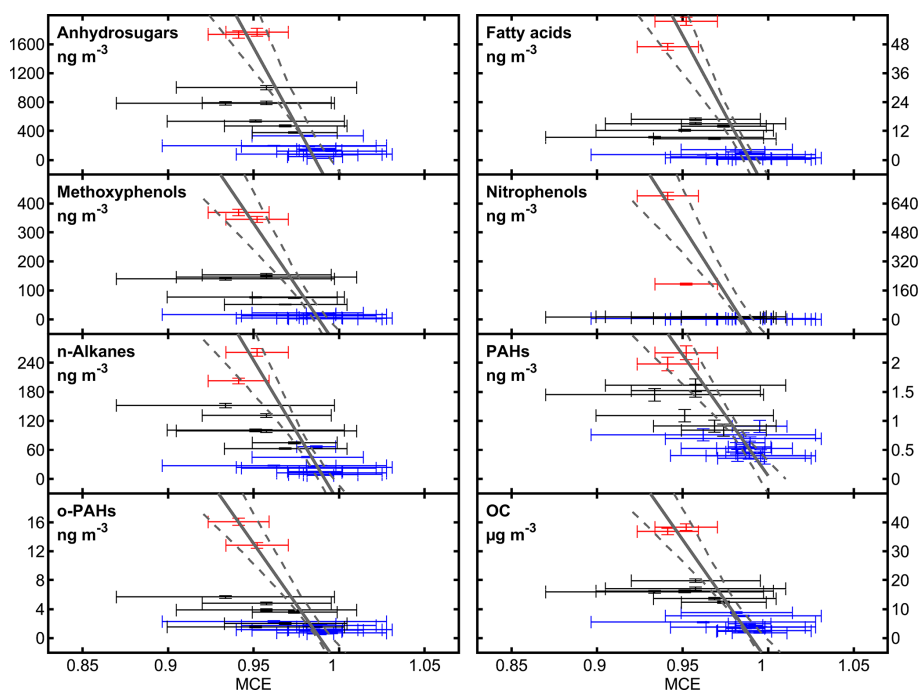 Anhydrosugars
ng m⁻³
1600
1200
800
400
0
Fatty acids
ng m⁻³
48
36
24
12
0
Methoxyphenols
ng m⁻³
400
300
200
100
0
Nitrophenols
ng m⁻³
640
480
320
160
0
n-Alkanes
ng m⁻³
240
180
120
60
0
PAHs
ng m⁻³
2
2
1
0
0
o-PAHs
ng m⁻³
16
12
8
4
0
OC
µg m⁻³
40
30
20
10
0
0.85 0.9 0.95 1 1.05
MCE
0.85 0.9 0.95 1 1.05
MCE